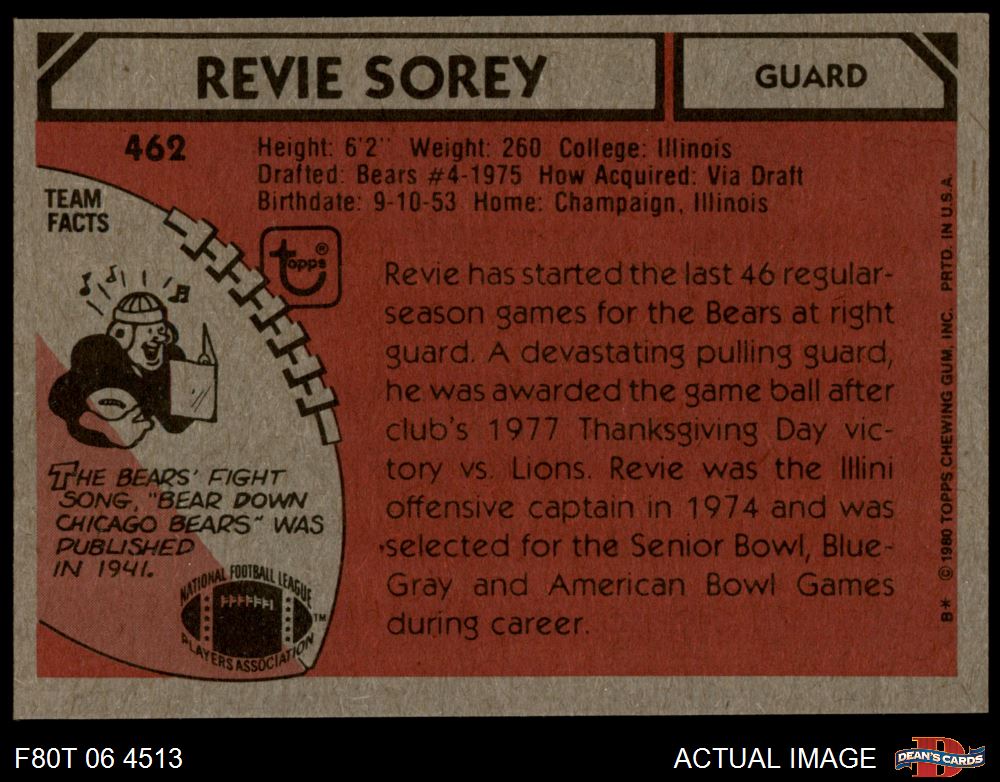 REVIE SOREY
GUARD
462
Height: 6'2" Weight: 260 College: Illinois
Drafted: Bears #4-1975 How Acquired: Via Draft
Birthdate: 9-10-53 Home: Champaign, Illinois
TEAM
FACTS
topps®
Revie has started the last 46 regular-
season games for the Bears at right
guard. A devastating pulling guard,
he was awarded the game ball after
club's 1977 Thanksgiving Day vic-
tory vs. Lions. Revie was the Illini
offensive captain in 1974 and was
selected for the Senior Bowl, Blue-
Gray and American Bowl Games
during career.
THE BEARS' FIGHT
SONG, "BEAR DOWN
CHICAGO BEARS" WAS
PUBLISHED
IN 1941.
NATIONAL FOOTBALL LEAGUE
PLAYERS ASSOCIATION
TM
B* © 1980 TOPPS CHEWING GUM, INC. PRTD. IN U.S.A.
F80T 06 4513
ACTUAL IMAGE
D
DEAN'S CARDS